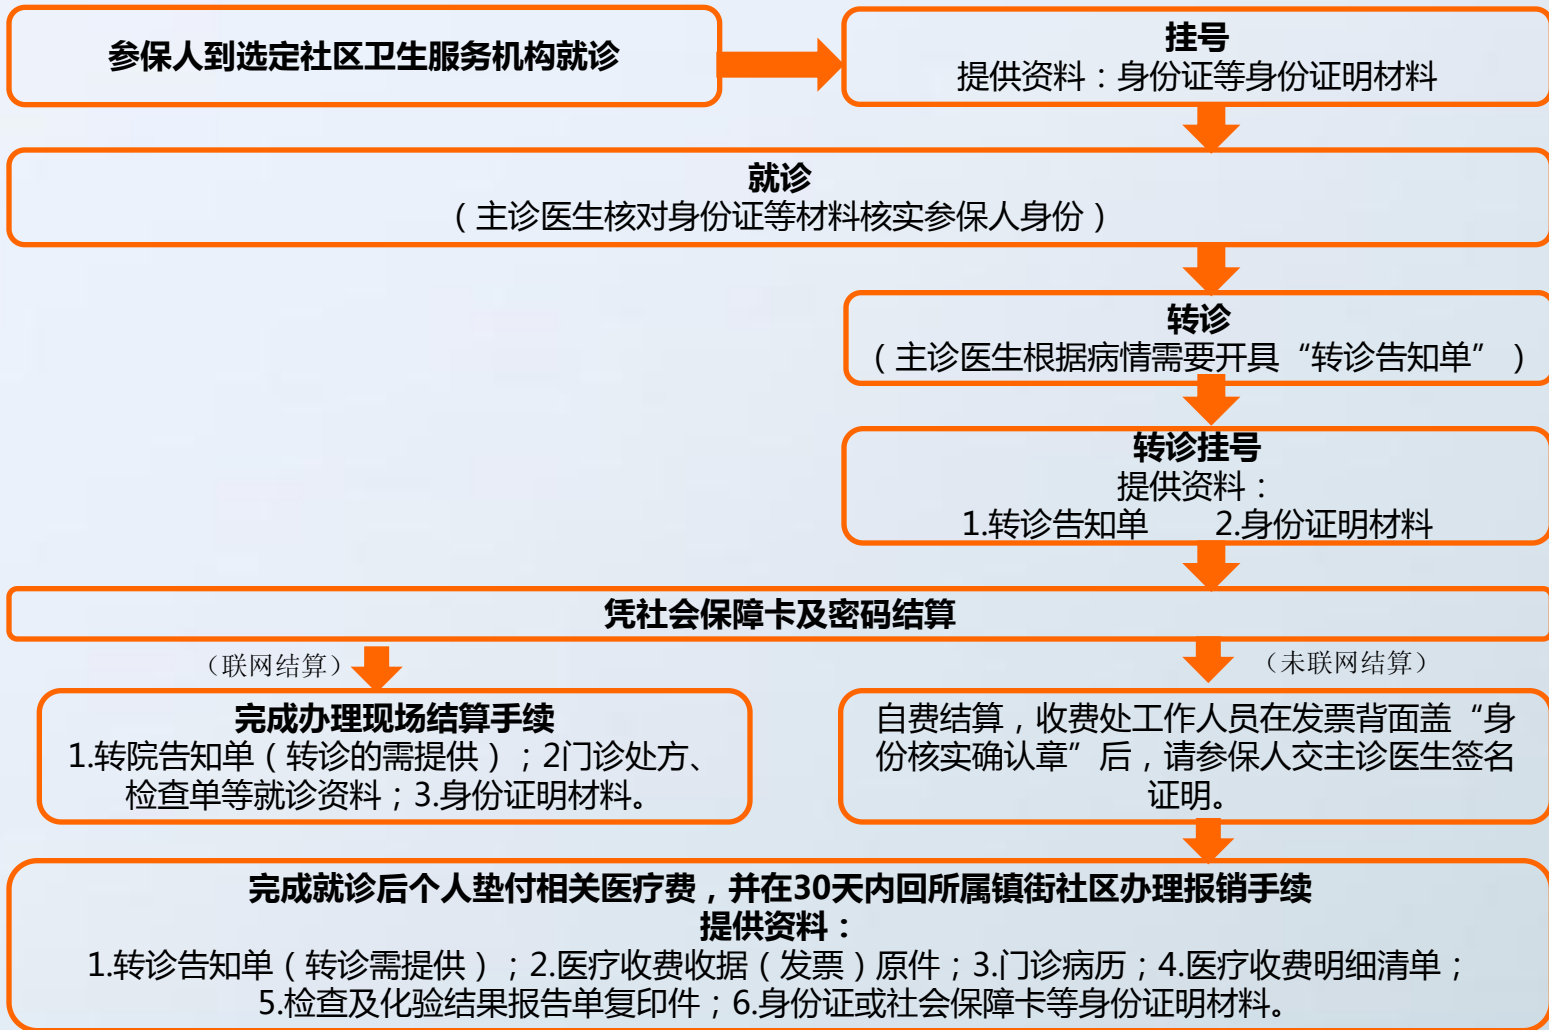 参保人到选定社区卫生服务机构就诊
挂号
提供资料：身份证等身份证明材料
就诊
（主诊医生核对身份证等材料核实参保人身份）
转诊
（主诊医生根据病情需要开具“转诊告知单”）
转诊挂号
提供资料：
1.转诊告知单 2.身份证明材料
凭社会保障卡及密码结算
（联网结算）
（未联网结算）
完成办理现场结算手续
1.转院告知单（转诊的需提供）；2门诊处方、
检查单等就诊资料；3.身份证明材料。
自费结算，收费处工作人员在发票背面盖“身
份核实确认章”后，请参保人交主诊医生签名
证明。
完成就诊后个人垫付相关医疗费，并在30天内回所属镇街社区办理报销手续
提供资料：
1.转诊告知单（转诊需提供）；2.医疗收费收据（发票）原件；3.门诊病历；4.医疗收费明细清单；
5.检查及化验结果报告单复印件；6.身份证或社会保障卡等身份证明材料。